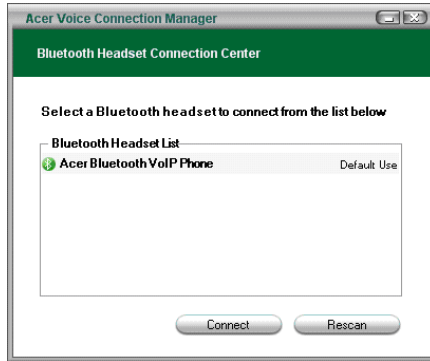 Acer Voice Connection Manager
Bluetooth Headset Connection Center
Select a Bluetooth headset to connect from the list below
Bluetooth Headset List
Acer Bluetooth VoIP Phone Default Use
Connect Rescan